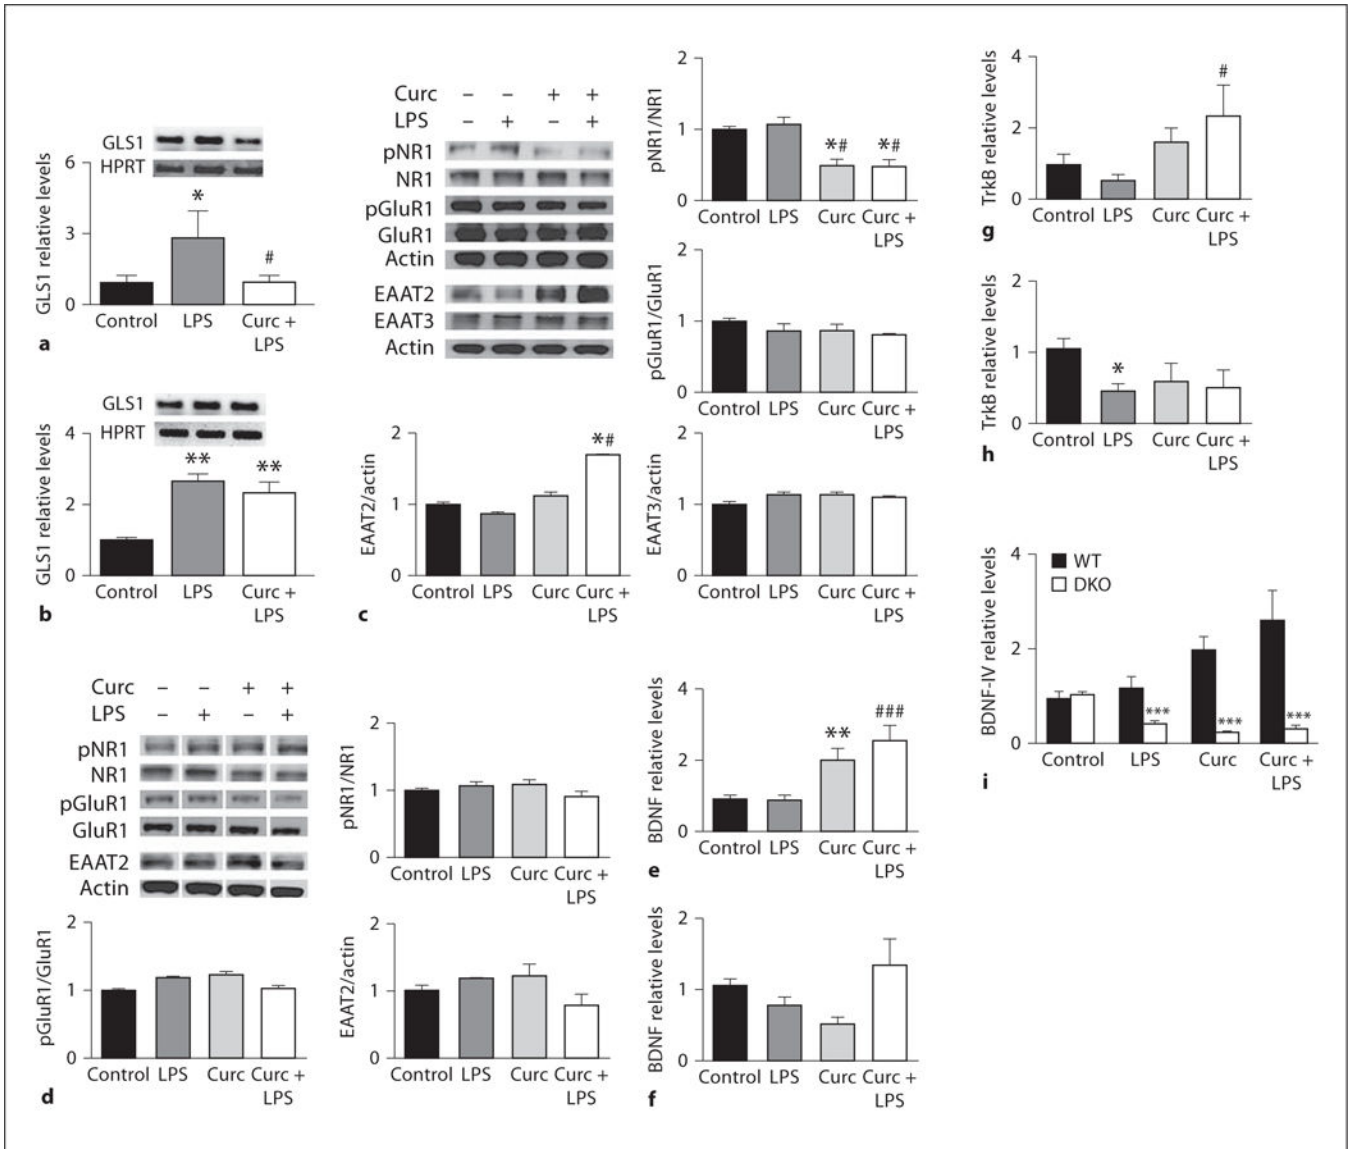 GLS1
HPRT
6
3
0
GLS1 relative levels
*
#
Control LPS Curc +
LPS
a
GLS1
HPRT
4
2
0
GLS1 relative levels
** **
Control LPS Curc +
LPS
b
Curc – – + +
LPS – + – +
pNR1
NR1
pGluR1
GluR1
Actin
EAAT2
EAAT3
Actin
2
1
0
EAAT2/actin
*#
Control LPS Curc Curc +
LPS
c
2
1
0
pNR1/NR1
*# *#
Control LPS Curc Curc +
LPS
2
1
0
pGluR1/GluR1
Control LPS Curc Curc +
LPS
2
1
0
EAAT3/actin
Control LPS Curc Curc +
LPS
Curc – – + +
LPS – + – +
pNR1
NR1
pGluR1
GluR1
EAAT2
Actin
2
1
0
pNR1/NR1
Control LPS Curc Curc +
LPS
2
1
0
pGluR1/GluR1
Control LPS Curc Curc +
LPS
d
2
1
0
EAAT2/actin
Control LPS Curc Curc +
LPS
4
2
0
BDNF relative levels
** ###
Control LPS Curc Curc +
LPS
e
2
1
0
BDNF relative levels
Control LPS Curc Curc +
LPS
f
4
2
0
TrkB relative levels
#
Control LPS Curc Curc +
LPS
g
2
1
0
TrkB relative levels
*
Control LPS Curc Curc +
LPS
h
4
2
0
BDNF-IV relative levels
WT
DKO
*** *** ***
Control LPS Curc Curc +
LPS
i